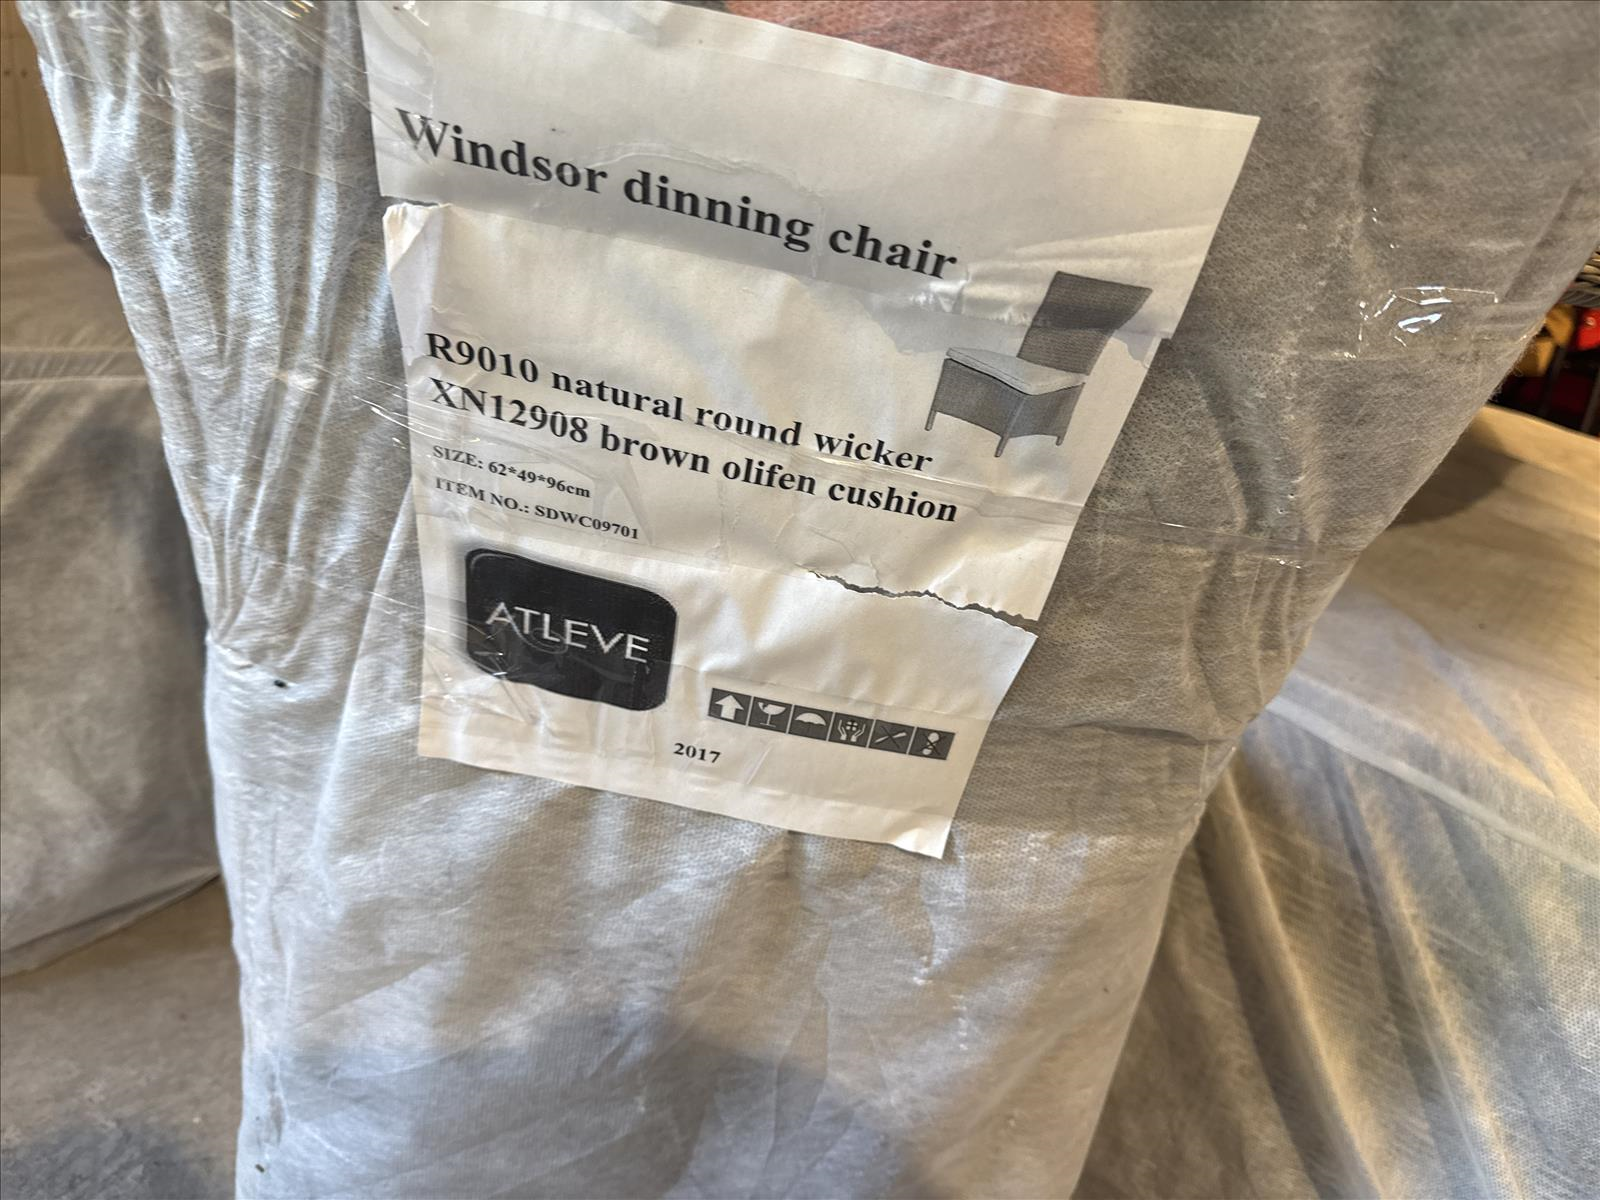 Windsor dinning chair
R9010 natural round wicker
XN12908 brown olifen cushion
SIZE: 62*49*96cm
ITEM NO.: SDWC09701
ATLEVE
2017